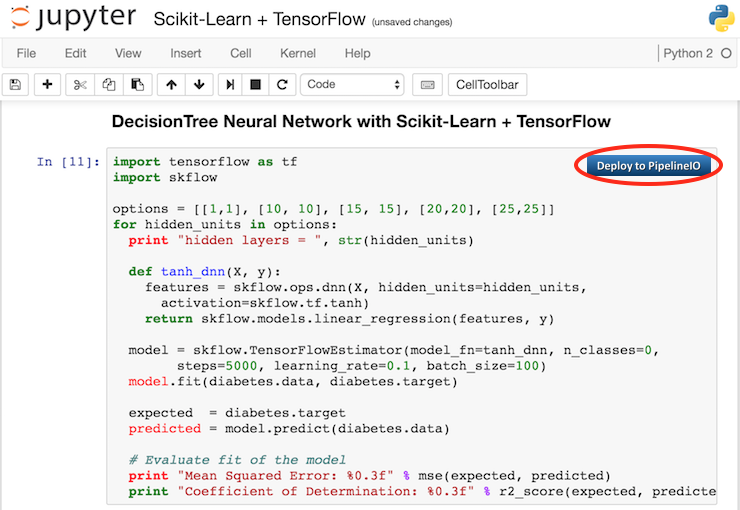 jupyter Scikit-Learn + TensorFlow (unsaved changes)
File Edit View Insert Cell Kernel Help Python 2
Code CellToolbar
DecisionTree Neural Network with Scikit-Learn + TensorFlow
In [11]: import tensorflow as tf Deploy to PipelineIO
import skflow
options = [[1,1], [10, 10], [15, 15], [20,20], [25,25]]
for hidden_units in options:
print "hidden layers = ", str(hidden_units)
def tanh_dnn(X, y):
features = skflow.ops.dnn(X, hidden_units=hidden_units,
activation=skflow.tf.tanh)
return skflow.models.linear_regression(features, y)
model = skflow.TensorFlowEstimator(model_fn=tanh_dnn, n_classes=0,
steps=5000, learning_rate=0.1, batch_size=100)
model.fit(diabetes.data, diabetes.target)
expected = diabetes.target
predicted = model.predict(diabetes.data)
# Evaluate fit of the model
print "Mean Squared Error: %0.3f" % mse(expected, predicted)
print "Coefficient of Determination: %0.3f" % r2_score(expected, predicte